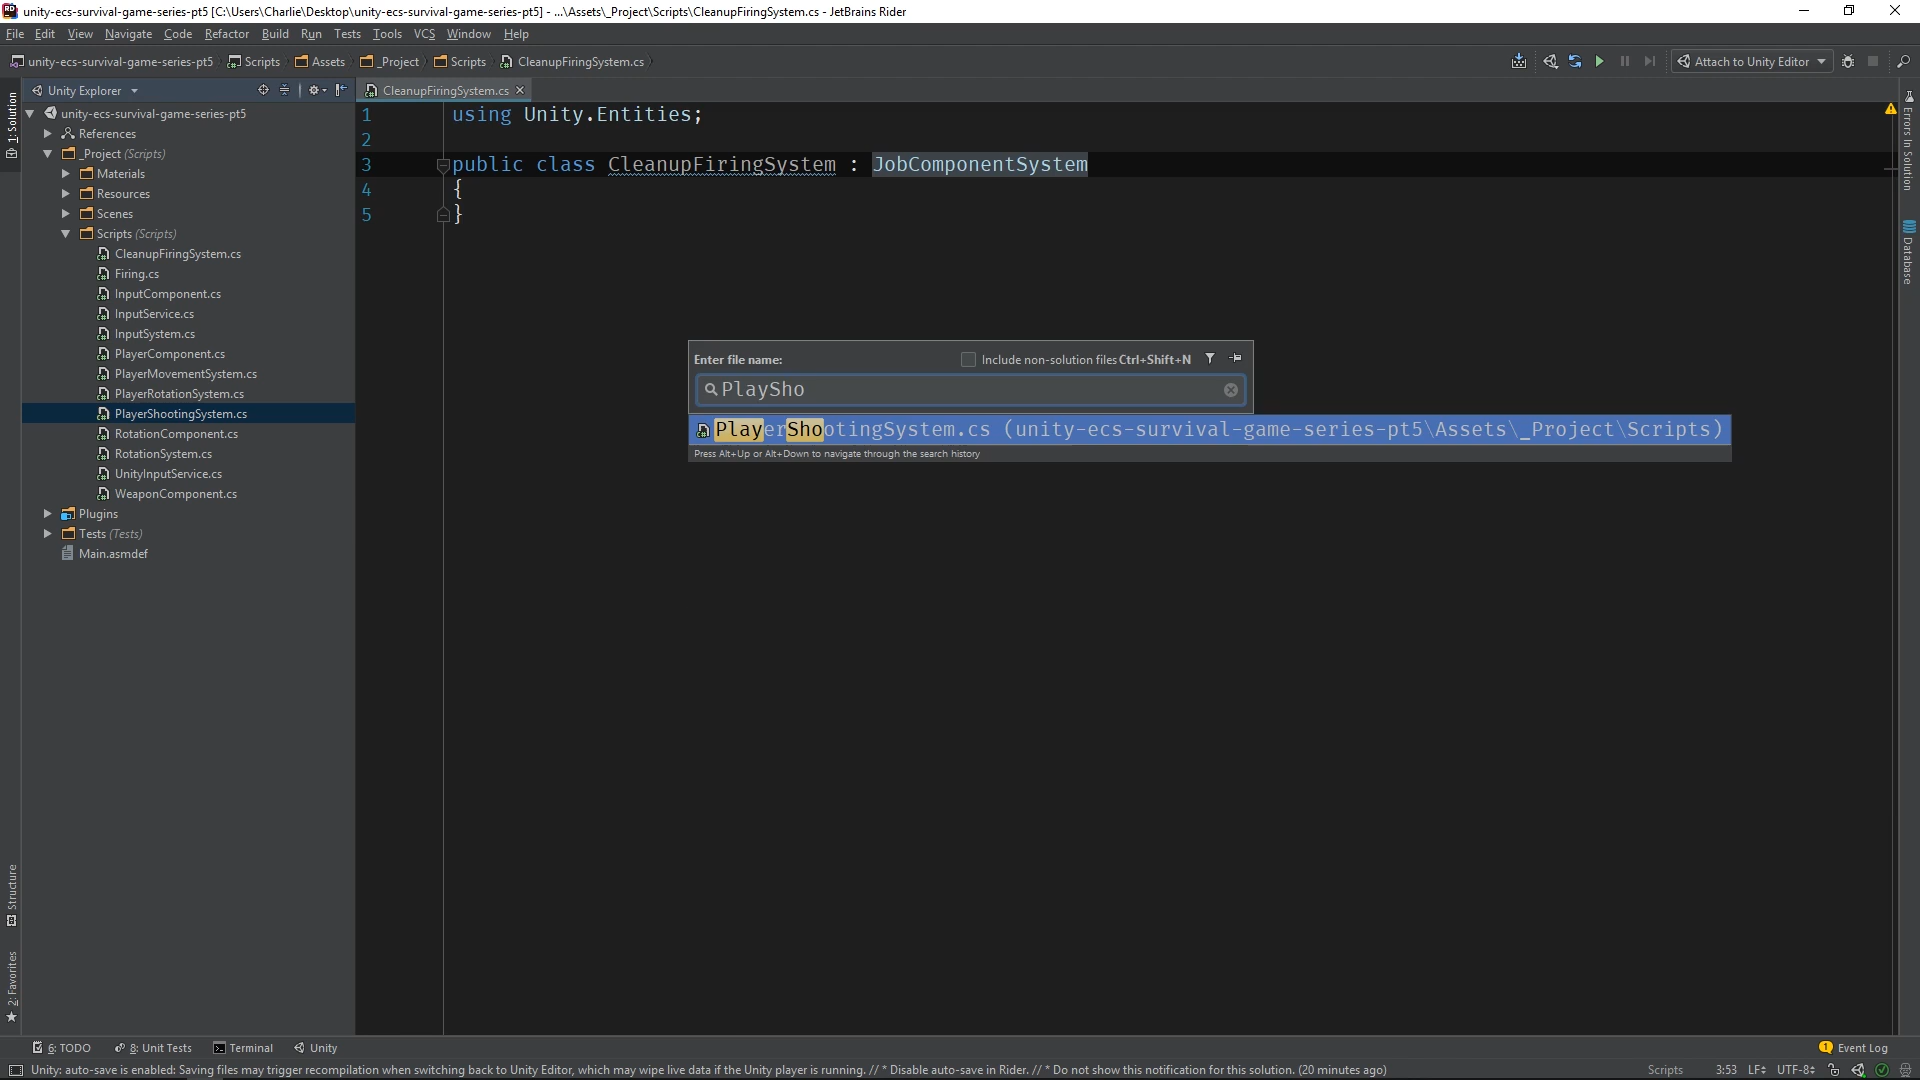 unity-ecs-survival-game-series-pt5 [C:\Users\Charlie\Desktop\unity-ecs-survival-game-series-pt5] - ...\Assets\_Project\Scripts\CleanupFiringSystem.cs - JetBrains Rider
File Edit View Navigate Code Refactor Build Run Tests Tools VCS Window Help
unity-ecs-survival-game-series-pt5 Scripts Assets _Project Scripts CleanupFiringSystem.cs Attach to Unity Editor
Unity Explorer
CleanupFiringSystem.cs
1: Solution
unity-ecs-survival-game-series-pt5
References
_Project (Scripts)
Materials
Resources
Scenes
Scripts (Scripts)
CleanupFiringSystem.cs
Firing.cs
InputComponent.cs
InputService.cs
InputSystem.cs
PlayerComponent.cs
PlayerMovementSystem.cs
PlayerRotationSystem.cs
PlayerShootingSystem.cs
RotationComponent.cs
RotationSystem.cs
UnityInputService.cs
WeaponComponent.cs
Plugins
Tests (Tests)
Main.asmdef
Structure
2: Favorites
1 using Unity.Entities;
2
3 public class CleanupFiringSystem : JobComponentSystem
4 {
5 }
Enter file name: Include non-solution files Ctrl+Shift+N
PlaySho
PlayerShootingSystem.cs (unity-ecs-survival-game-series-pt5\Assets\_Project\Scripts)
Press Alt+Up or Alt+Down to navigate through the search history
Errors In Solution
Database
6: TODO 8: Unit Tests Terminal Unity 1 Event Log
Unity: auto-save is enabled: Saving files may trigger recompilation when switching back to Unity Editor, which may wipe live data if the Unity player is running. // * Disable auto-save in Rider. // * Do not show this notification for this solution. (20 minutes ago) Scripts 3:53 LF UTF-8